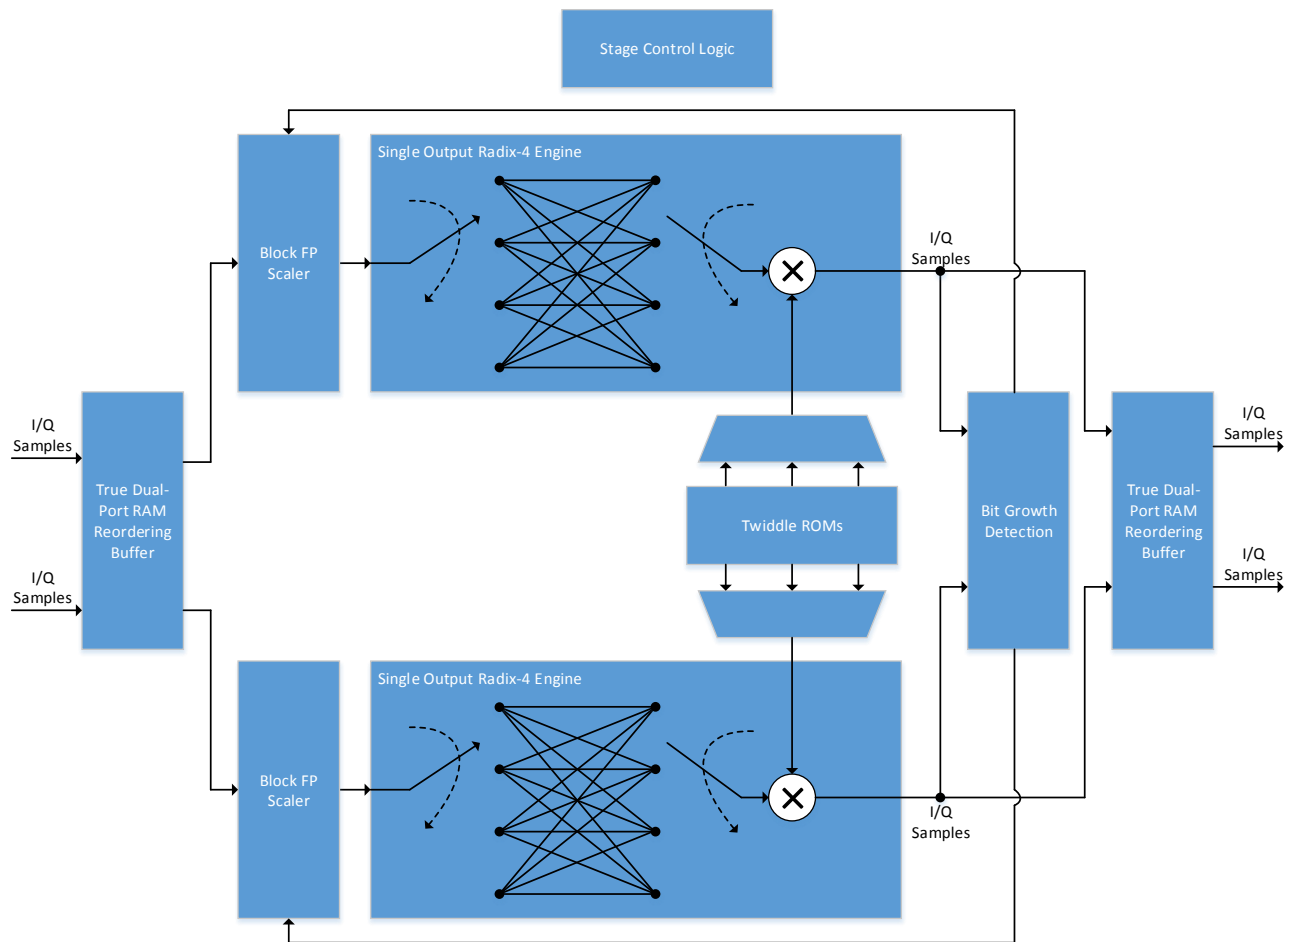 Stage Control Logic
Single Output Radix-4 Engine
Block FP
Scaler
I/Q
Samples
I/Q
Samples
True Dual-
Port RAM
Reordering
Buffer
I/Q
Samples
Twiddle ROMs
Bit Growth
Detection
True Dual-
Port RAM
Reordering
Buffer
I/Q
Samples
I/Q
Samples
Single Output Radix-4 Engine
Block FP
Scaler
I/Q
Samples